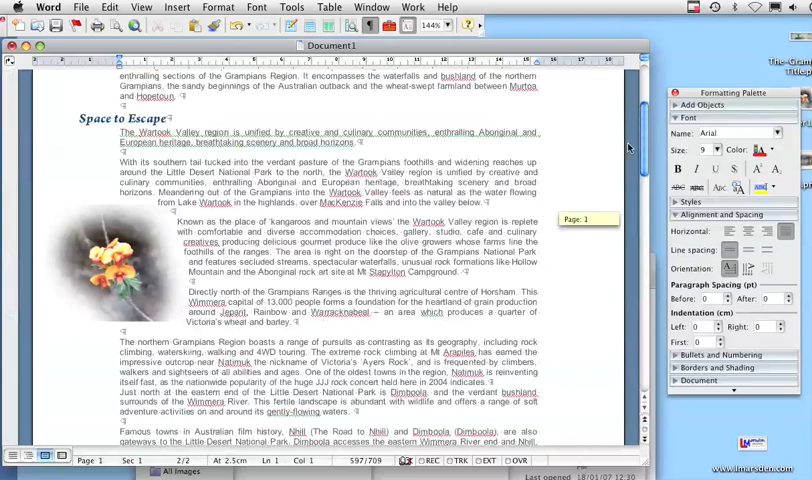 Word File Edit View Insert Format Font Tools Table Window Work Help
144%
Document1
enthralling sections of the Grampians Region. It encompasses the waterfalls and bushland of the northern
Grampians, the sandy beginnings of the Australian outback and the wheat-swept farmland between Murtoa
and Hopetoun. ¶
¶
Space to Escape¶
The Wartook Valley region is unified by creative and culinary communities, enthralling Aboriginal and
European heritage, breathtaking scenery and broad horizons. ¶
¶
With its southern tail tucked into the verdant pasture of the Grampians foothills and widening reaches up
around the Little Desert National Park to the north, the Wartook Valley region is unified by creative and
culinary communities, enthralling Aboriginal and European heritage, breathtaking scenery and broad
horizons. Meandering out of the Grampians into the Wartook Valley feels as natural as the water flowing
from Lake Wartook in the highlands, over MacKenzie Falls and into the valley below. ¶
¶
Known as the place of 'kangaroos and mountain views' the Wartook Valley region is replete
with comfortable and diverse accommodation choices, gallery, studio, cafe and culinary
creatives producing delicious gourmet produce like the olive growers whose farms line the
foothills of the ranges. The area is right on the doorstep of the Grampians National Park
and features secluded streams, spectacular waterfalls, unusual rock formations like Hollow
Mountain and the Aboriginal rock art site at Mt Stapylton Campground. ¶
¶
Directly north of the Grampians Ranges is the thriving agricultural centre of Horsham. This
Wimmera capital of 13,000 people forms a foundation for the heartland of grain production
around Jeparit, Rainbow and Warracknabeal – an area which produces a quarter of
Victoria's wheat and barley. ¶
¶
The northern Grampians Region boasts a range of pursuits as contrasting as its geography, including rock
climbing, waterskiing, walking and 4WD touring. The extreme rock climbing at Mt Arapiles has earned the
impressive outcrop near Natimuk the nickname of Victoria's 'Ayers Rock', and is frequented by climbers,
walkers and sightseers of all abilities and ages. One of the oldest towns in the region, Natimuk is reinventing
itself fast, as the nationwide popularity of the huge JJJ rock concert held here in 2004 indicates. ¶
Just north at the eastern end of the Little Desert National Park is Dimboola, and the verdant bushland
surrounds of the Wimmera River. This fertile landscape is abundant with wildlife and offers a range of soft
adventure activities on and around its gently-flowing waters. ¶
¶
Famous towns in Australian film history, Nhill (The Road to Nhill) and Dimboola (Dimboola), are also
gateways to the Little Desert National Park. Dimboola accesses the eastern Wimmera River end and Nhill,
Page: 1
Page 1 Sec 1 2/2 At 2.5cm Ln 1 Col 1 597/709 REC TRK EXT OVR
All Images
Last opened 18/01/07 12:30
Formatting Palette
Add Objects
Font
Name: Arial
Size: 9 Color:
Styles
Alignment and Spacing
Horizontal:
Line spacing:
Orientation:
Paragraph Spacing (pt)
Before: 0 After: 0
Indentation (cm)
Left: 0 Right: 0
First: 0
Bullets and Numbering
Borders and Shading
Document
www.lmarsden.com